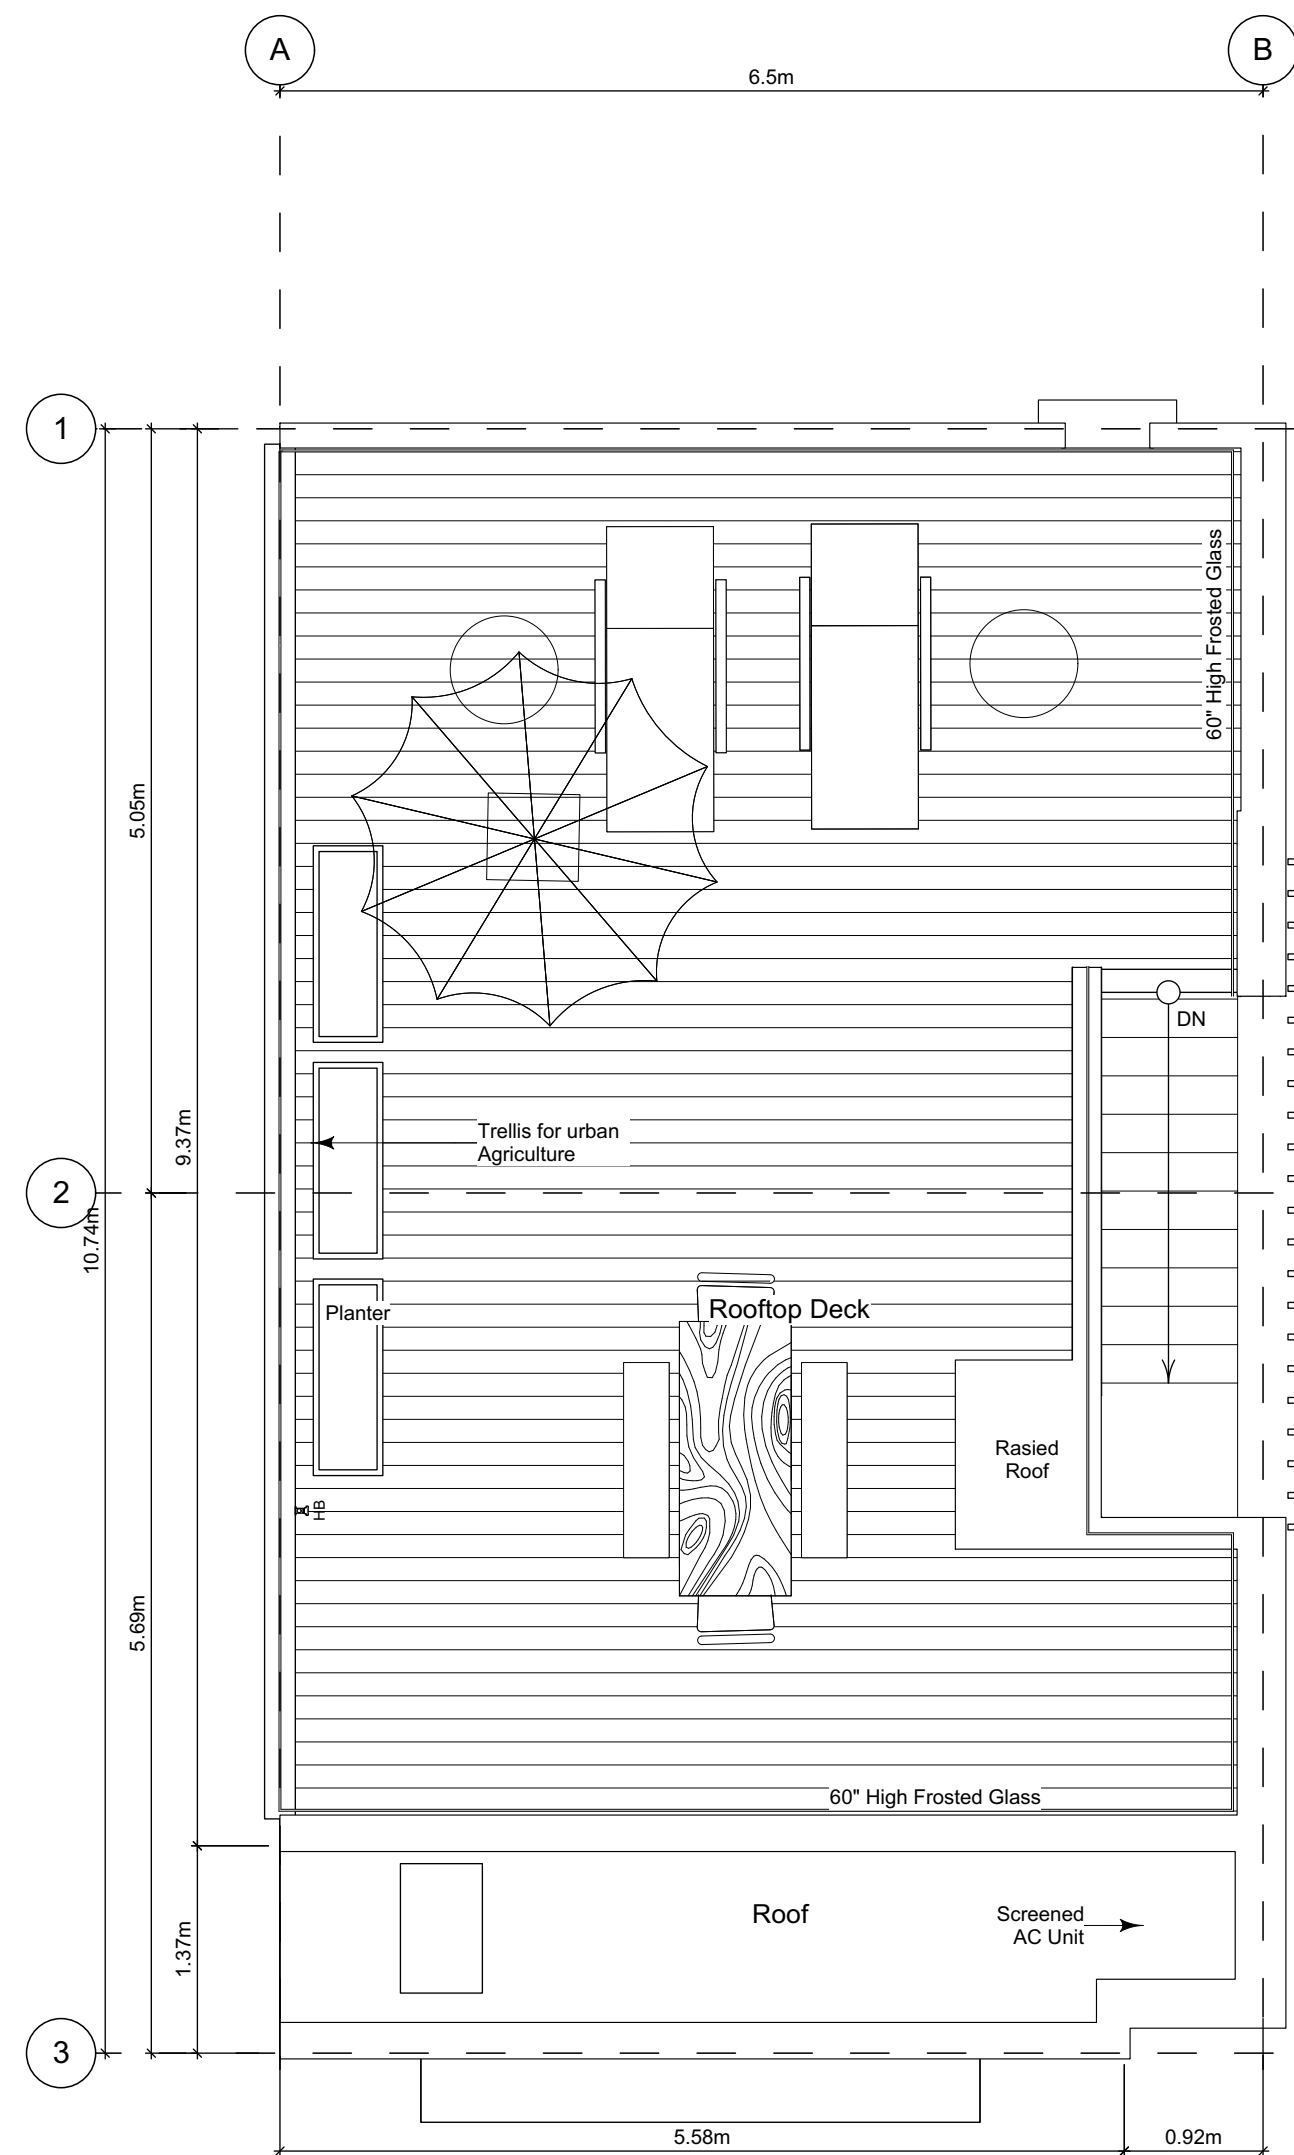 A
B
6.5m
1
60" High Frosted Glass
5.05m
DN
9.37m
Trellis for urban
Agriculture
2
10.74m
Planter
Rooftop Deck
Rasied
Roof
HB
5.69m
60" High Frosted Glass
Roof
Screened
AC Unit
1.37m
3
5.58m
0.92m